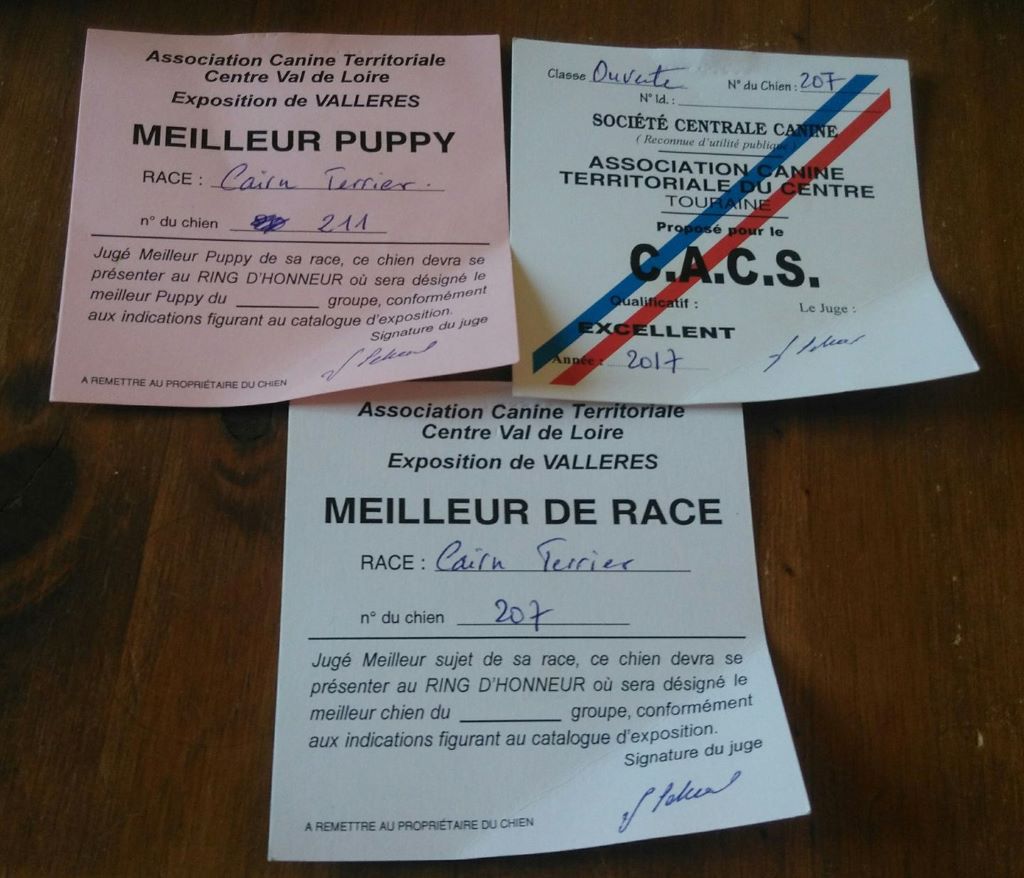 Association Canine Territoriale
Centre Val de Loire
Exposition de VALLERES
MEILLEUR PUPPY
RACE : Cairn Terrier.
n° du chien 211
Jugé Meilleur Puppy de sa race, ce chien devra se
présenter au RING D'HONNEUR où sera désigné le
meilleur Puppy du groupe, conformément
aux indications figurant au catalogue d'exposition.
Signature du juge
A REMETTRE AU PROPRIÉTAIRE DU CHIEN
Classe Ouverte N° du Chien : 207
N° Id. :
SOCIÉTÉ CENTRALE CANINE
( Reconnue d'utilité publique )
ASSOCIATION CANINE
TERRITORIALE DU CENTRE
TOURAINE
Proposé pour le
C.A.C.S.
Qualificatif :
Le Juge :
EXCELLENT
Année : 2017
Association Canine Territoriale
Centre Val de Loire
Exposition de VALLERES
MEILLEUR DE RACE
RACE : Cairn Terrier
n° du chien 207
Jugé Meilleur sujet de sa race, ce chien devra se
présenter au RING D'HONNEUR où sera désigné le
meilleur chien du groupe, conformément
aux indications figurant au catalogue d'exposition.
Signature du juge
A REMETTRE AU PROPRIÉTAIRE DU CHIEN